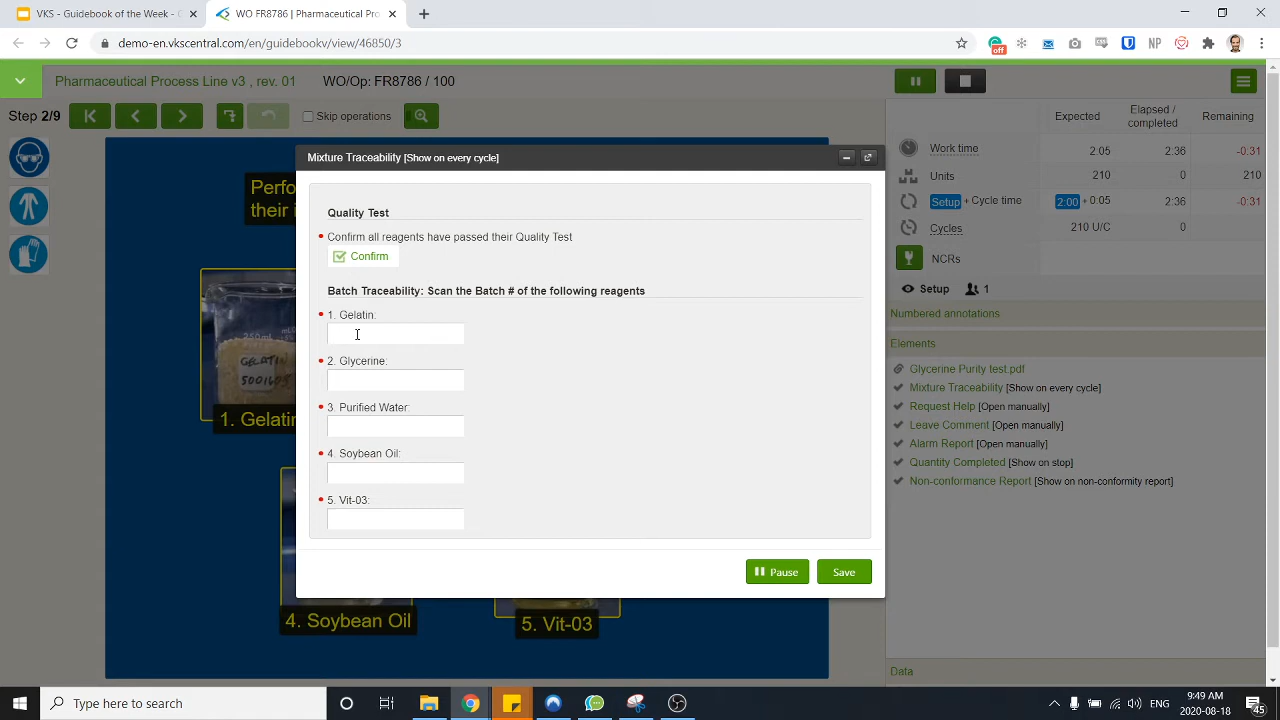 VKS - Guidebook of the Week -
WO FR8786 / 100 -
demo-en.vkscentral.com/en/guidebookv/view/46850/3
off
NP
Pharmaceutical Process Line v3 , rev. 01
WO/Op: FR8786 / 100
Step 2/9
Skip operations
Expected
Elapsed / completed
Remaining
Work time
2.05
2:36
-0.31
Units
210
0
210
Setup + Cycle time
2:00 + 0.05
2:36
-0.31
Cycles
210 U/C
0
0
NCRs
Setup
1
Numbered annotations
Elements
Glycerine Purity test.pdf
Mixture Traceability [Show on every cycle]
Request Help [Open manually]
Leave Comment [Open manually]
Alarm Report [Open manually]
Quantity Completed [Show on stop]
Non-conformance Report [Show on non-conformity report]
Data
Perfo
their i
250mL
GELATIN
1. Gelatin
4. Soybean Oil
5. Vit-03
Mixture Traceability [Show on every cycle]
Quality Test
Confirm all reagents have passed their Quality Test
Confirm
Batch Traceability: Scan the Batch # of the following reagents
1. Gelatin:
2. Glycerine:
3. Purified Water:
4. Soybean Oil:
5. Vit-03:
Pause
Save
Type here to search
ENG
9:49 AM
2020-08-18
45